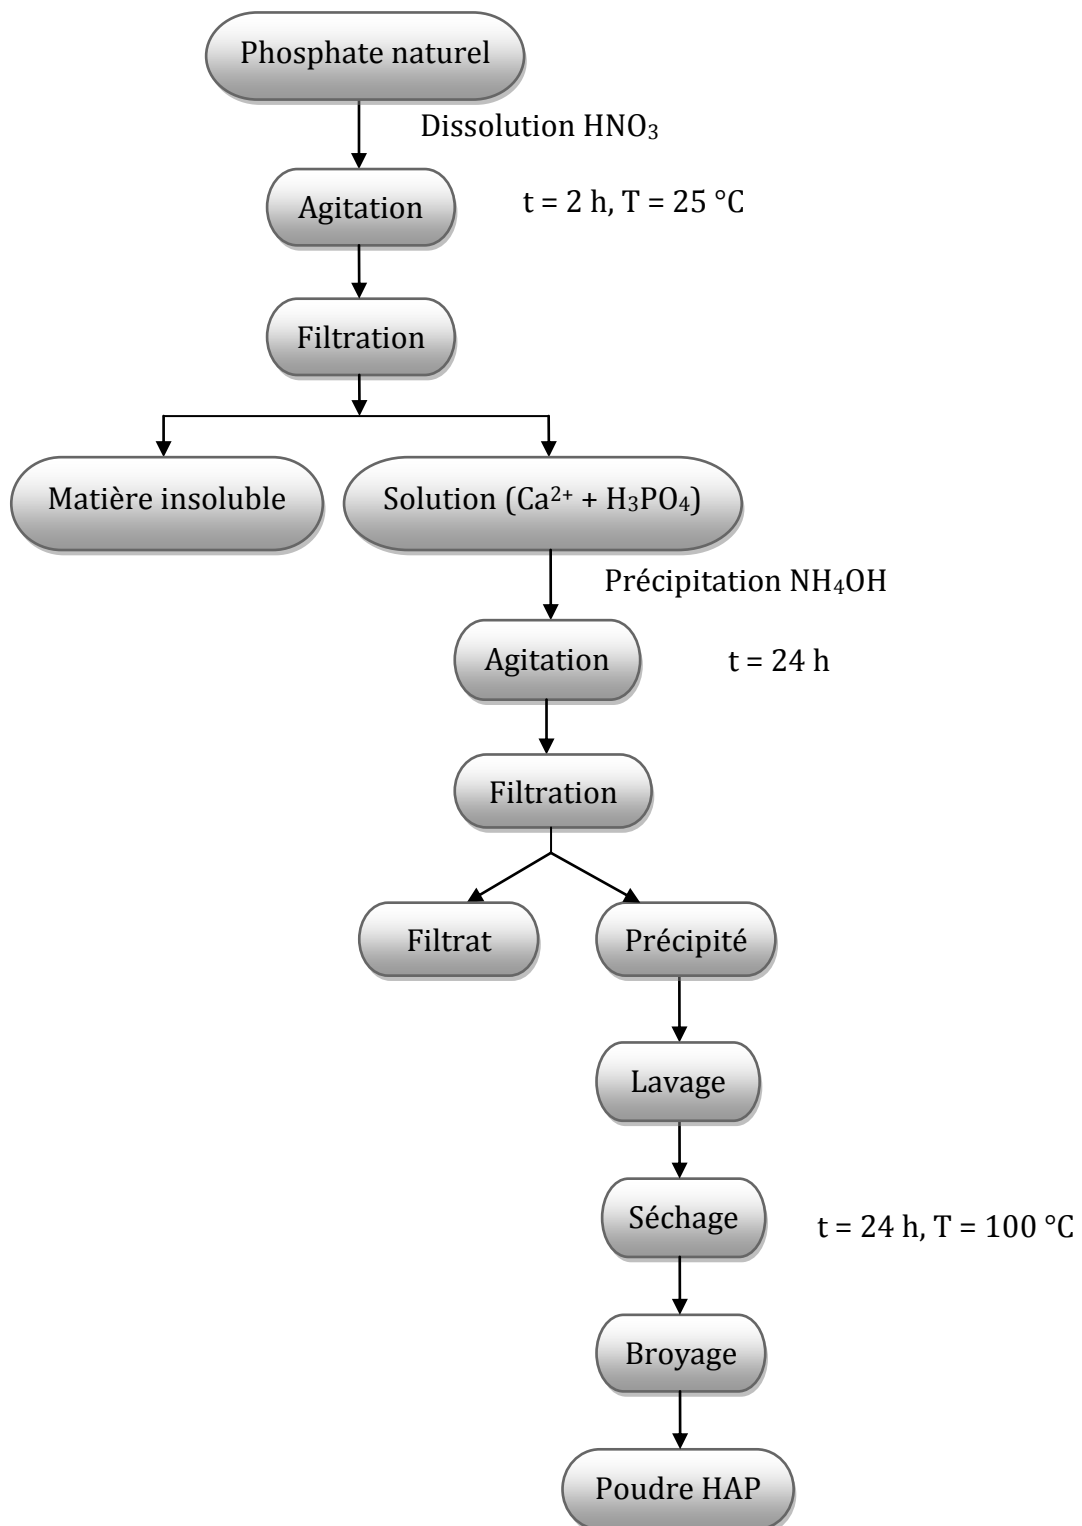 Phosphate naturel
Dissolution HNO₃
Agitation
t = 2 h, T = 25 °C
Filtration
Matière insoluble
Solution (Ca²⁺ + H₃PO₄)
Précipitation NH₄OH
Agitation
t = 24 h
Filtration
Filtrat
Précipité
Lavage
Séchage
t = 24 h, T = 100 °C
Broyage
Poudre HAP